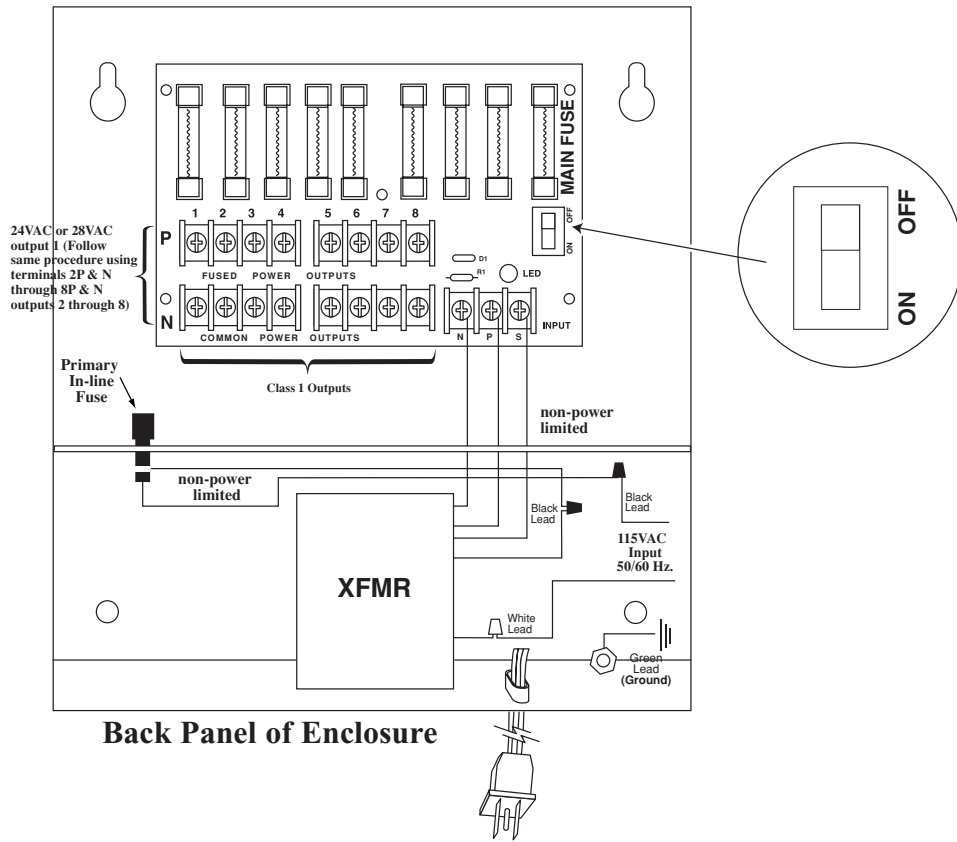 MAIN FUSE
1 2 3 4 5 6 7 8
OFF
ON
P
FUSED POWER OUTPUTS
D1
R1
LED
N
COMMON POWER OUTPUTS
N P S
INPUT
24VAC or 28VAC
output 1 (Follow
same procedure using
terminals 2P & N
through 8P & N
outputs 2 through 8)
Class 1 Outputs
OFF
ON
Primary
In-line
Fuse
non-power
limited
non-power
limited
Black
Lead
Black
Lead
115VAC
Input
50/60 Hz.
XFMR
White
Lead
Green
Lead
(Ground)
Back Panel of Enclosure